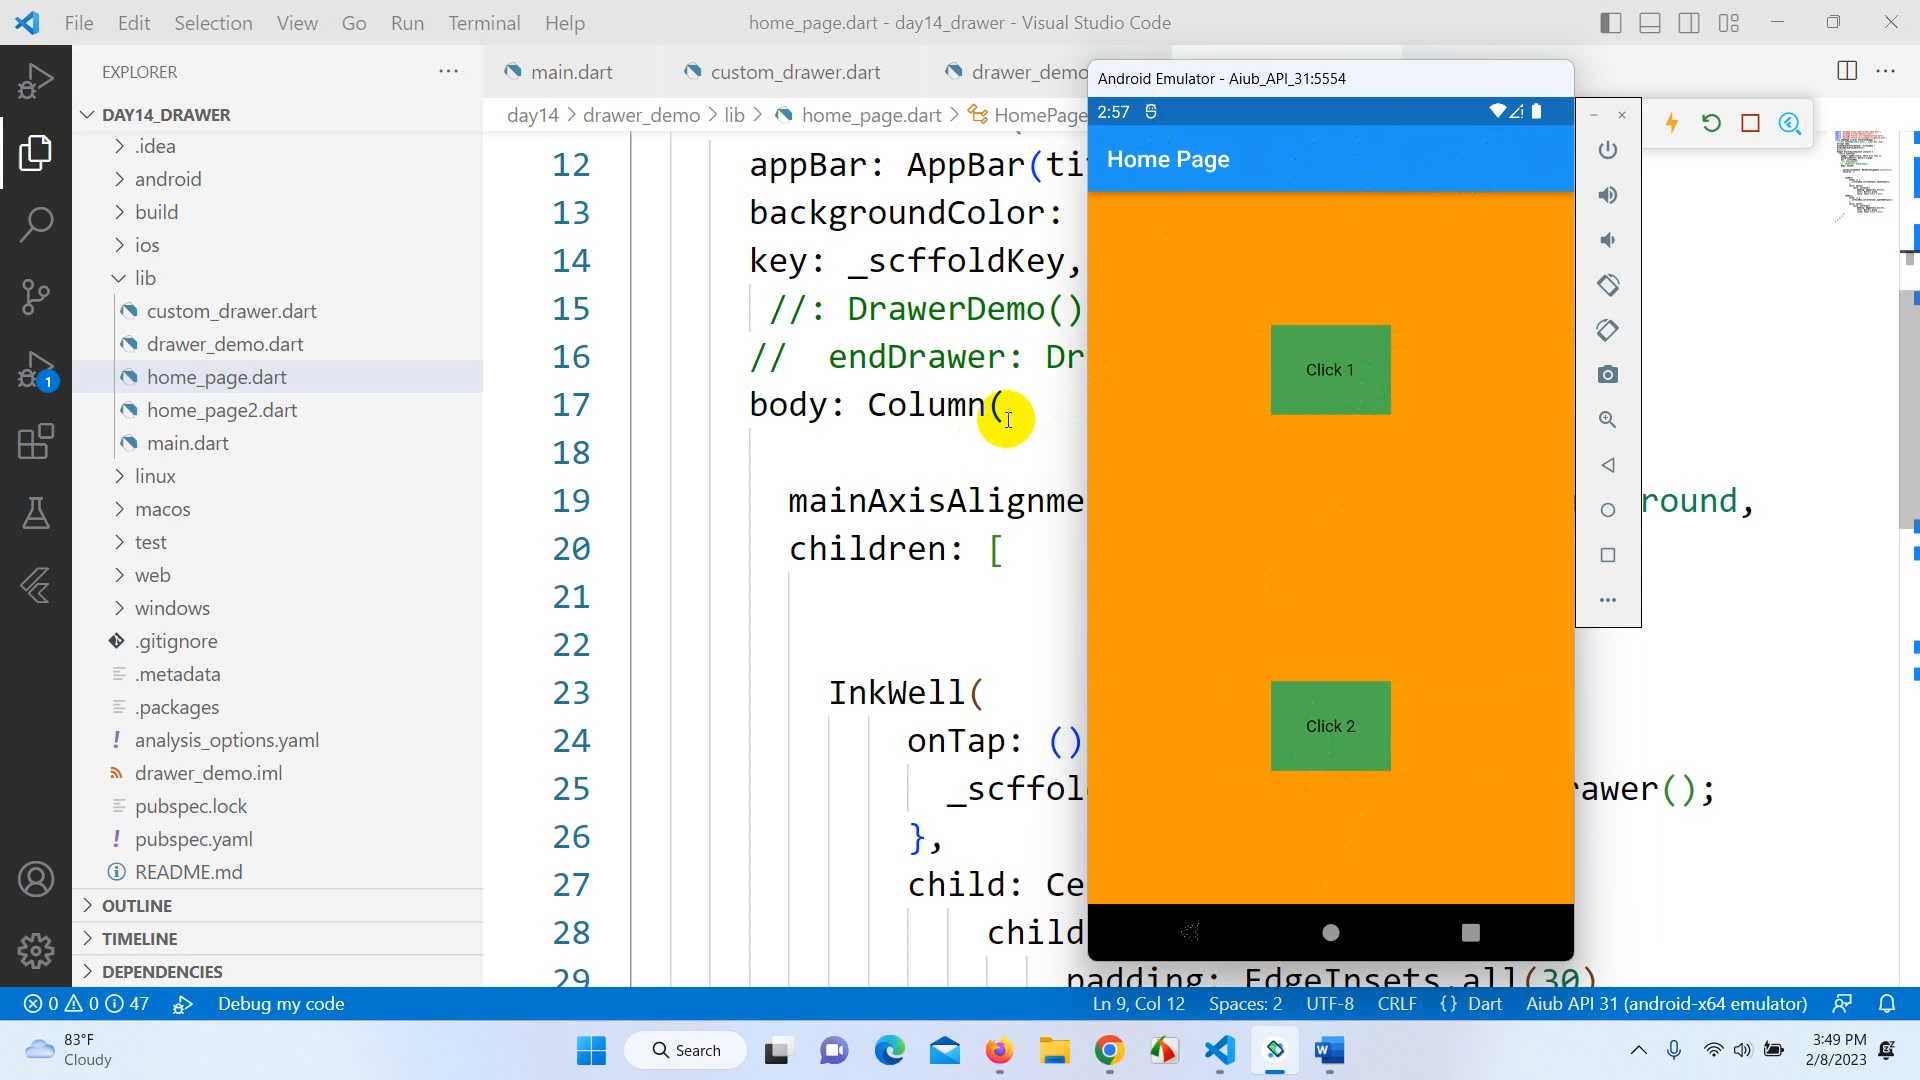 File Edit Selection View Go Run Terminal Help
home_page.dart - day14_drawer - Visual Studio Code
EXPLORER
DAY14_DRAWER
.idea
android
build
ios
lib
custom_drawer.dart
drawer_demo.dart
home_page.dart
home_page2.dart
main.dart
linux
macos
test
web
windows
.gitignore
.metadata
.packages
analysis_options.yaml
drawer_demo.iml
pubspec.lock
pubspec.yaml
README.md
OUTLINE
TIMELINE
DEPENDENCIES
main.dart custom_drawer.dart drawer_demo
day14 > drawer_demo > lib > home_page.dart > HomePage
12 appBar: AppBar(ti
13 backgroundColor:
14 key: _scffoldKey,
15 //: DrawerDemo()
16 // endDrawer: Dr
17 body: Column(
18
19 mainAxisAlignme round,
20 children: [
21
22
23 InkWell(
24 onTap: ()
25 _scffol rawer();
26 },
27 child: Ce
28 child
29 padding: EdgeInsets.all(30)
Android Emulator - Aiub_API_31:5554
2:57
Home Page
Click 1
Click 2
1
0 0 47 Debug my code
Ln 9, Col 12 Spaces: 2 UTF-8 CRLF {} Dart Aiub API 31 (android-x64 emulator)
83°F
Cloudy
Search
3:49 PM
2/8/2023